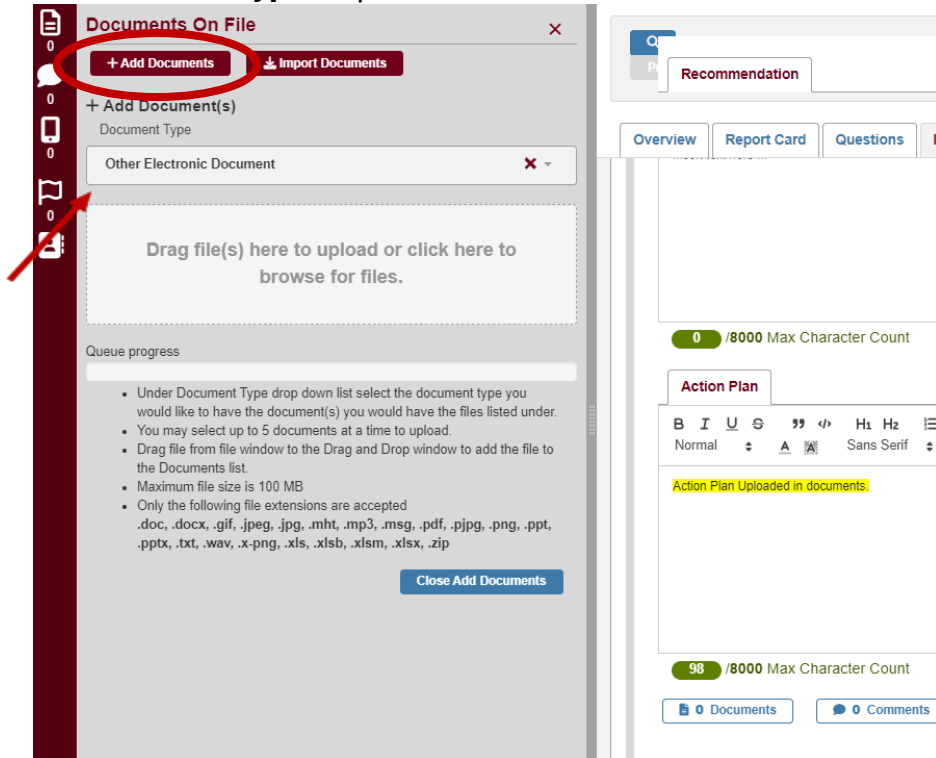 Documents On File
×
0
+ Add Documents
Import Documents
0
+ Add Document(s)
Document Type
0
Other Electronic Document
0
Drag file(s) here to upload or click here to
browse for files.
Queue progress
• Under Document Type drop down list select the document type you
would like to have the document(s) you would have the files listed under.
• You may select up to 5 documents at a time to upload.
• Drag file from file window to the Drag and Drop window to add the file to
the Documents list.
• Maximum file size is 100 MB
• Only the following file extensions are accepted
.doc, .docx, .gif, .jpeg, .jpg, .mht, .mp3, .msg, .pdf, .pjpg, .png, .ppt,
.pptx, .txt, .wav, .x-png, .xls, .xlsb, .xlsm, .xlsx, .zip
Close Add Documents
Recommendation
Overview
Report Card
Questions
0 /8000 Max Character Count
Action Plan
B I U S ” </> H1 H2
Normal A A Sans Serif
Action Plan Uploaded in documents.
98 /8000 Max Character Count
0 Documents
0 Comments